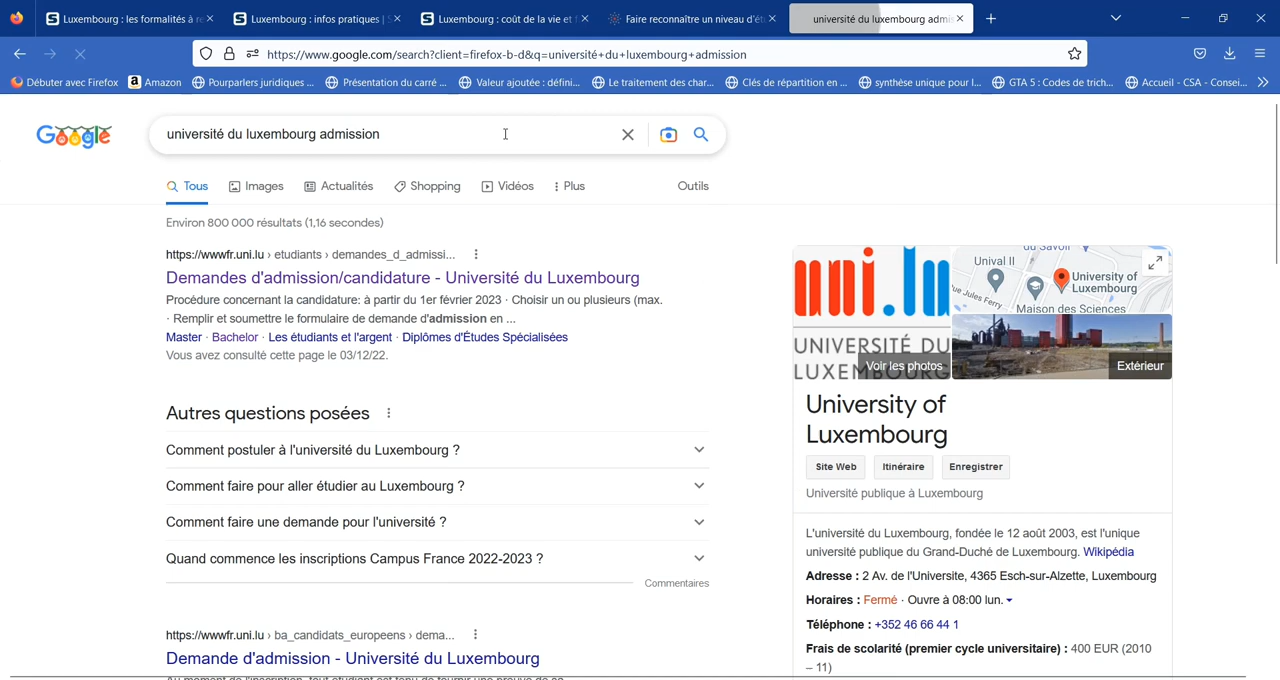 Luxembourg : les formalités à re
Luxembourg : infos pratiques | S
Luxembourg : coût de la vie et f
Faire reconnaître un niveau d'ét
université du luxembourg admis
https://www.google.com/search?client=firefox-b-d&q=université+du+luxembourg+admission
Débuter avec Firefox
Amazon
Pourparlers juridiques ...
Présentation du carré ...
Valeur ajoutée : défini...
Le traitement des char...
Clés de répartition en ...
synthèse unique pour l...
GTA 5 : Codes de trich...
Accueil - CSA - Consei...
Google
université du luxembourg admission
Tous
Images
Actualités
Shopping
Vidéos
Plus
Outils
Environ 800 000 résultats (1,16 secondes)
https://wwwfr.uni.lu › etudiants › demandes_d_admissi...
Demandes d'admission/candidature - Université du Luxembourg
Procédure concernant la candidature: à partir du 1er février 2023 · Choisir un ou plusieurs (max.
· Remplir et soumettre le formulaire de demande d'admission en ...
Master · Bachelor · Les étudiants et l'argent · Diplômes d'Études Spécialisées
Vous avez consulté cette page le 03/12/22.
Autres questions posées
Comment postuler à l'université du Luxembourg ?
Comment faire pour aller étudier au Luxembourg ?
Comment faire une demande pour l'université ?
Quand commence les inscriptions Campus France 2022-2023 ?
Commentaires
https://wwwfr.uni.lu › ba_candidats_europeens › dema...
Demande d'admission - Université du Luxembourg
uni.lu
UNIVERSITÉ DU
LUXEMBOURG
Voir les photos
du Savoir
Unival II
University of
Luxembourg
Rue Jules Ferry
Maison des Sciences
Extérieur
University of
Luxembourg
Site Web
Itinéraire
Enregistrer
Université publique à Luxembourg
L'université du Luxembourg, fondée le 12 août 2003, est l'unique
université publique du Grand-Duché de Luxembourg. Wikipédia
Adresse : 2 Av. de l'Universite, 4365 Esch-sur-Alzette, Luxembourg
Horaires : Fermé · Ouvre à 08:00 lun.
Téléphone : +352 46 66 44 1
Frais de scolarité (premier cycle universitaire) : 400 EUR (2010
– 11)